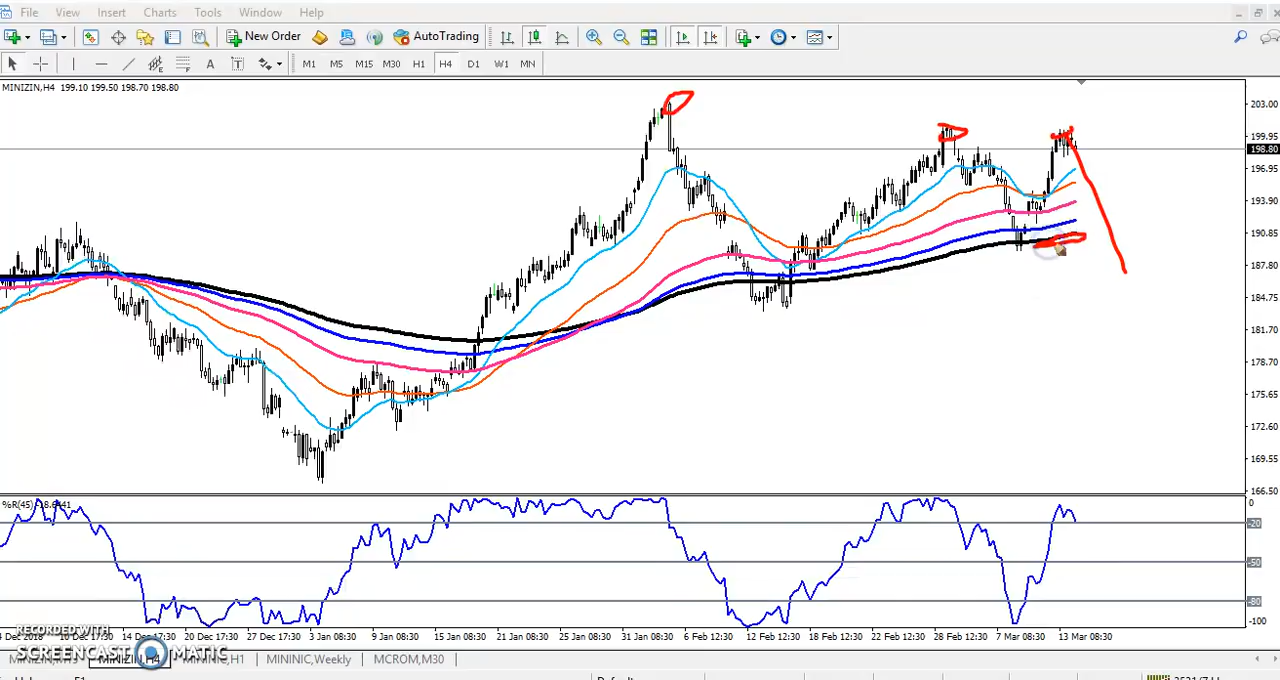 File View Insert Charts Tools Window Help
New Order AutoTrading
A T M1 M5 M15 M30 H1 H4 D1 W1 MN
MINIZIN,H4 199.10 199.50 198.70 198.80
203.00
199.95
198.80
196.95
193.90
190.85
187.80
184.75
181.70
178.70
175.65
172.60
169.55
166.50
%R(45)
0
-20
-50
-80
-100
10 Dec 17:30 14 Dec 17:30 20 Dec 17:30 27 Dec 17:30 3 Jan 08:30 9 Jan 08:30 15 Jan 08:30 21 Jan 08:30 25 Jan 08:30 31 Jan 08:30 6 Feb 12:30 12 Feb 12:30 18 Feb 12:30 22 Feb 12:30 28 Feb 12:30 7 Mar 08:30 13 Mar 08:30
RECORDED WITH
SCREENCAST MATIC
MINIZIN,H4 MININIC,H1 MININIC,Weekly MCROM,M30